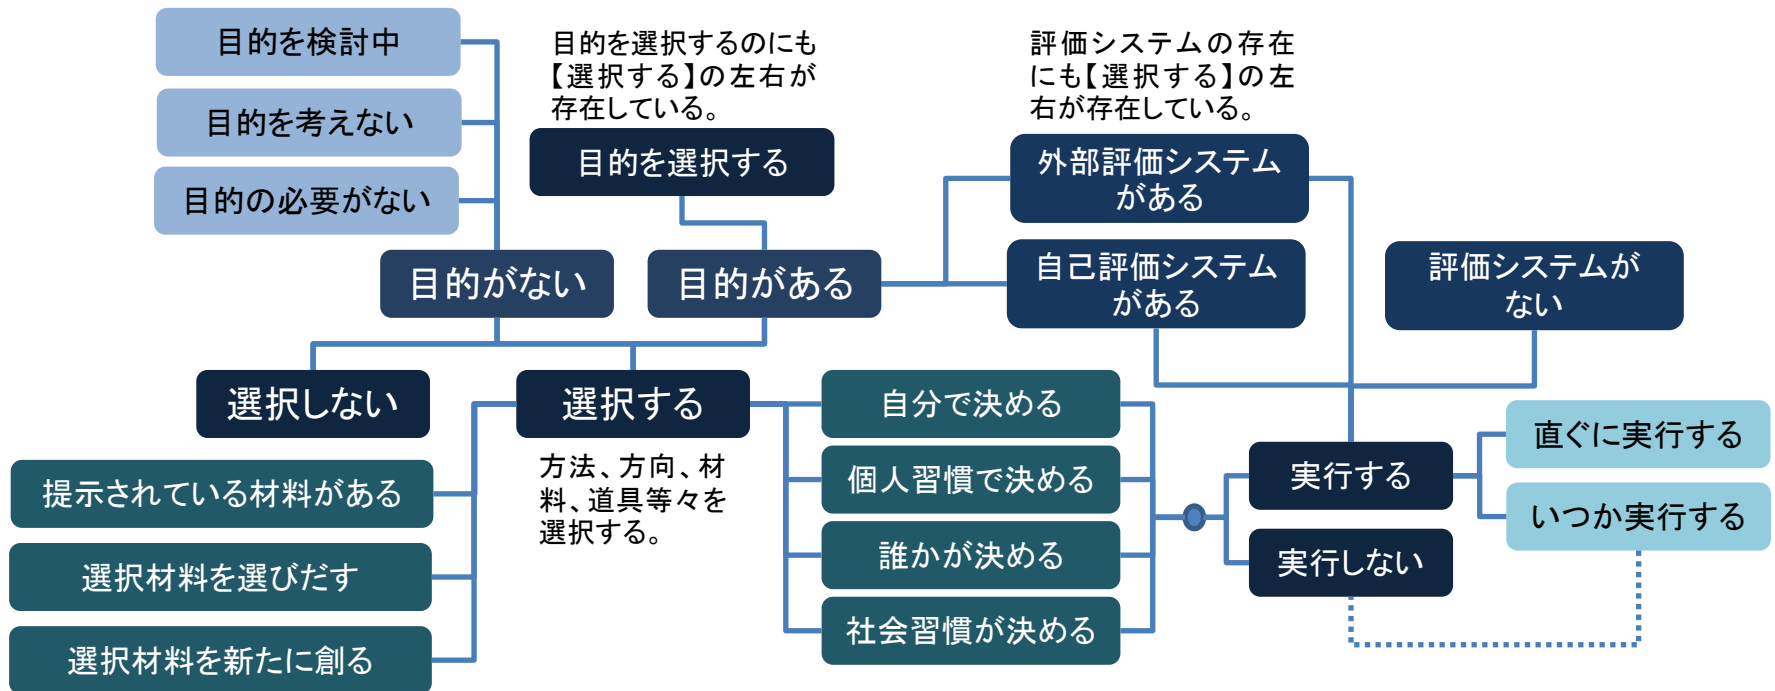 目的を検討中
目的を考えない
目的の必要がない
目的を選択するのにも
【選択する】の左右が
存在している。
目的を選択する
評価システムの存在
にも【選択する】の左
右が存在している。
外部評価システム
がある
目的がない
目的がある
自己評価システム
がある
評価システムが
ない
選択しない
選択する
方法、方向、材
料、道具等々を
選択する。
提示されている材料がある
選択材料を選びだす
選択材料を新たに創る
自分で決める
個人習慣で決める
誰かが決める
社会習慣が決める
実行する
実行しない
直ぐに実行する
いつか実行する